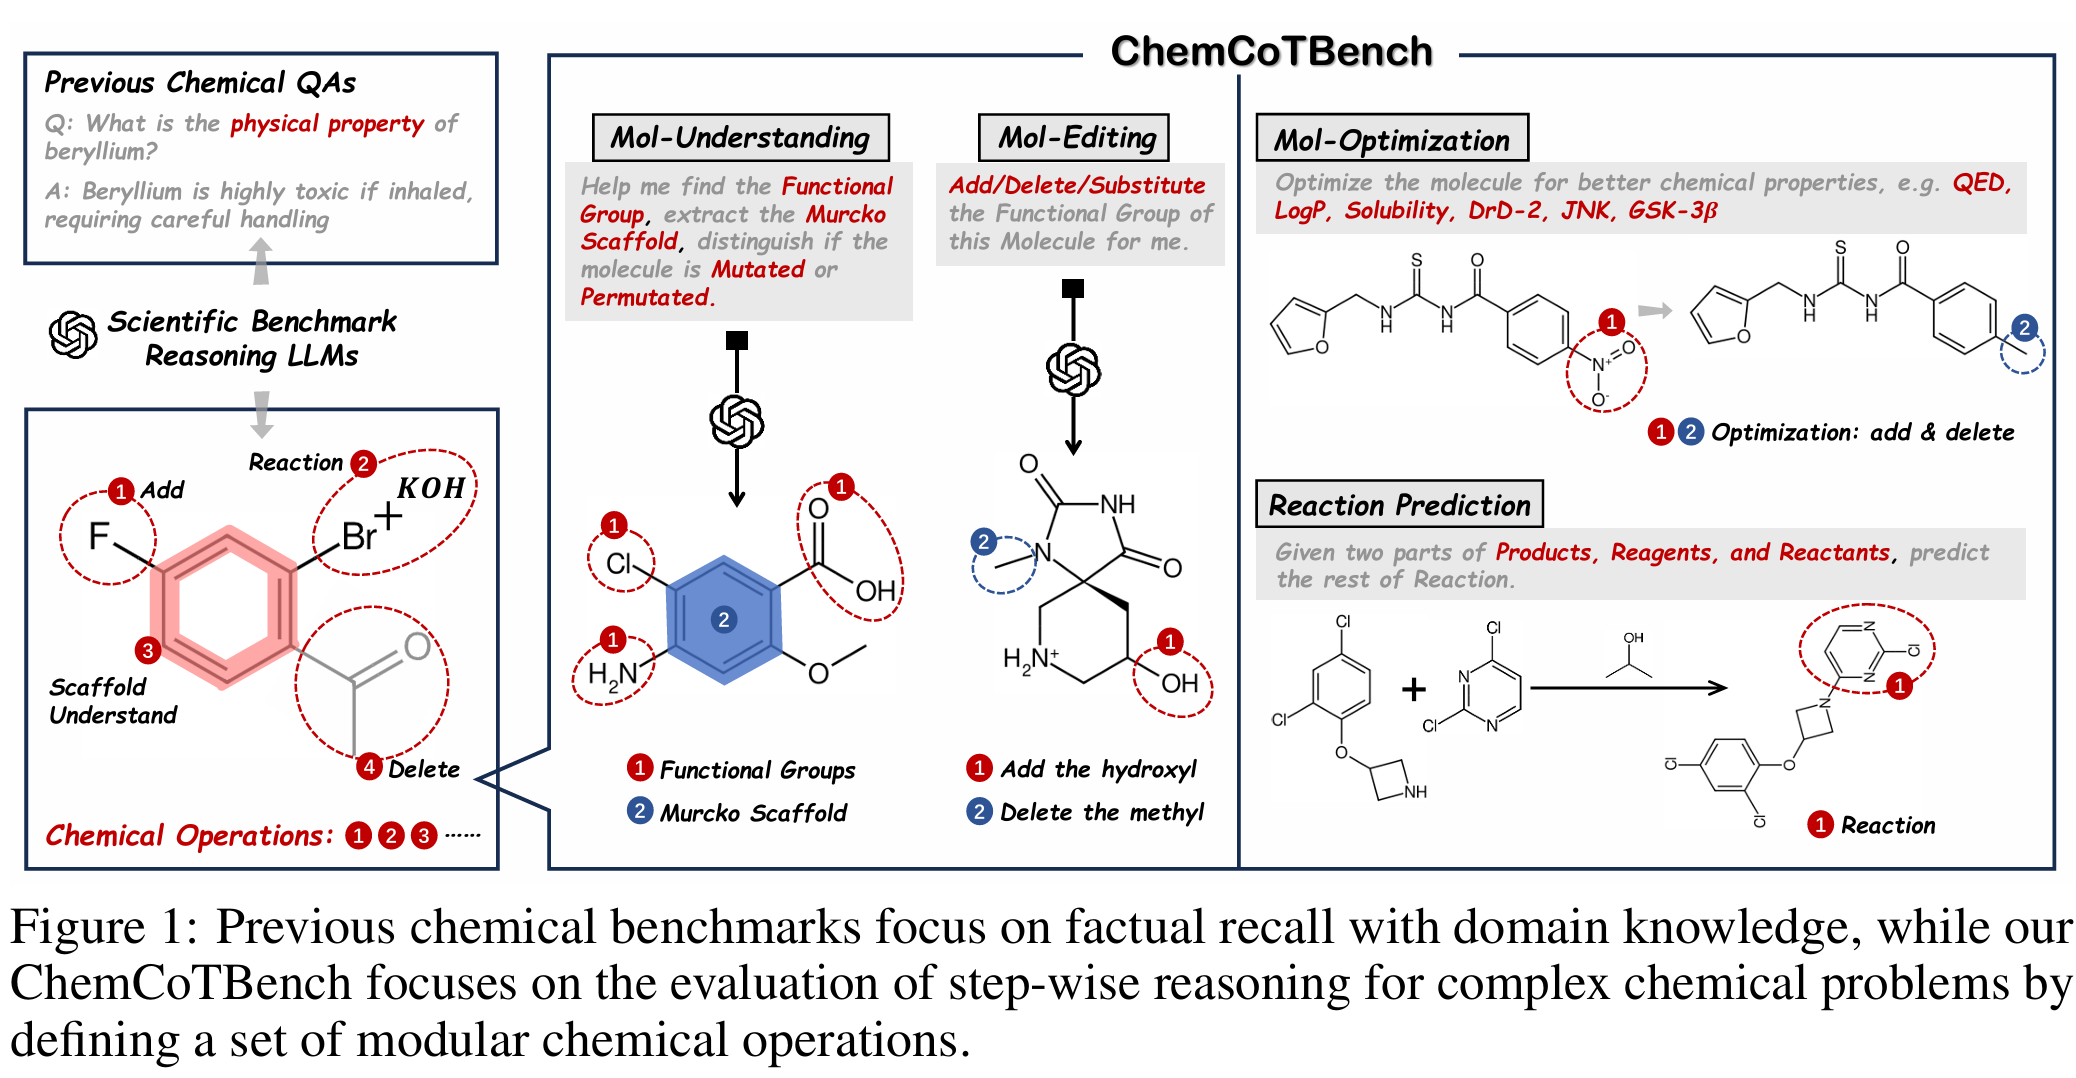 Previous Chemical QAs
Q: What is the physical property of
beryllium?
A: Beryllium is highly toxic if inhaled,
requiring careful handling
Scientific Benchmark
Reasoning LLMs
Reaction 2
KOH
1 Add
F
Br
+
O
3
Scaffold
Understand
4 Delete
Chemical Operations: 1 2 3 ······
ChemCoTBench
Mol-Understanding
Help me find the Functional
Group, extract the Murcko
Scaffold, distinguish if the
molecule is Mutated or
Permutated.
1
O
1
Cl
OH
2
1
H2N
O
1 Functional Groups
2 Murcko Scaffold
Mol-Editing
Add/Delete/Substitute
the Functional Group of
this Molecule for me.
O
NH
2
N
O
1
H2N+
OH
1 Add the hydroxyl
2 Delete the methyl
Mol-Optimization
Optimize the molecule for better chemical properties, e.g. QED,
LogP, Solubility, DrD-2, JNK, GSK-3β
S O
N H
N H
O
1
N+ O
O-
S O
N H
N H
O
2
1 2 Optimization: add & delete
Reaction Prediction
Given two parts of Products, Reagents, and Reactants, predict
the rest of Reaction.
Cl
Cl
O
NH
+
Cl
N
Cl
N
OH
N
Cl
N
1
N
Cl
O
Cl
1 Reaction
Figure 1: Previous chemical benchmarks focus on factual recall with domain knowledge, while our
ChemCoTBench focuses on the evaluation of step-wise reasoning for complex chemical problems by
defining a set of modular chemical operations.